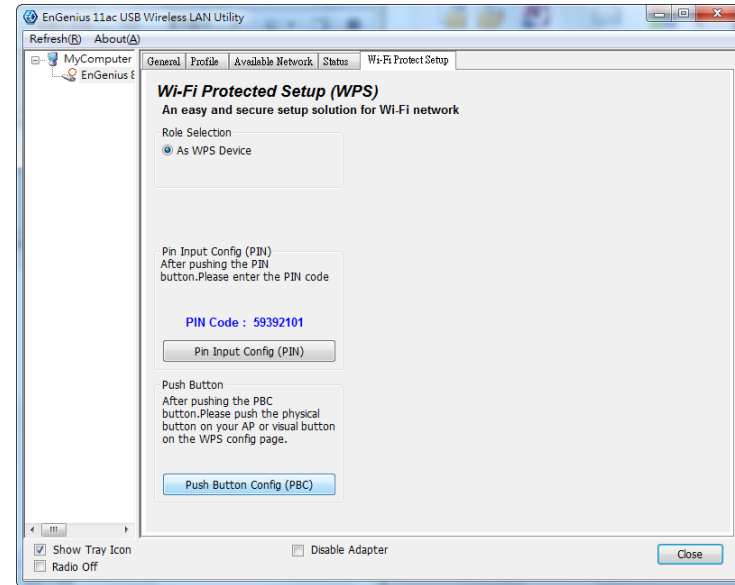 EnGenius 11ac USB Wireless LAN Utility
Refresh(R) About(A)
MyComputer
EnGenius 8
General Profile Available Network Status Wi-Fi Protect Setup
Wi-Fi Protected Setup (WPS)
An easy and secure setup solution for Wi-Fi network
Role Selection
As WPS Device
Pin Input Config (PIN)
After pushing the PIN
button.Please enter the PIN code
PIN Code : 59392101
Pin Input Config (PIN)
Push Button
After pushing the PBC
button.Please push the physical
button on your AP or visual button
on the WPS config page.
Push Button Config (PBC)
Show Tray Icon
Disable Adapter
Radio Off
Close